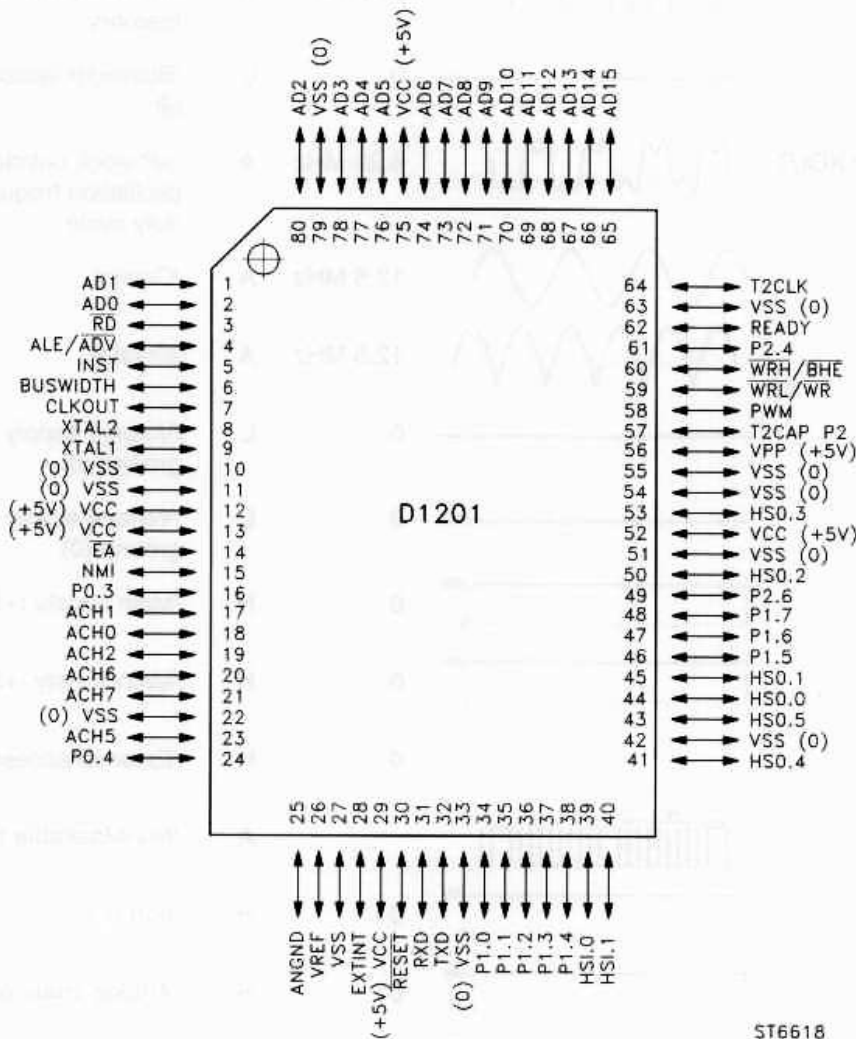 AD2
VSS (0)
AD3
AD4
AD5
VCC (+5V)
AD6
AD7
AD8
AD9
AD10
AD11
AD12
AD13
AD14
AD15
80 79 78 77 76 75 74 73 72 71 70 69 68 67 66 65
AD1 1
AD0 2
R̅D̅ 3
ALE/A̅D̅V̅ 4
INST 5
BUSWIDTH 6
CLKOUT 7
XTAL2 8
XTAL1 9
(0) VSS 10
(0) VSS 11
(+5V) VCC 12
(+5V) VCC 13
E̅A̅ 14
NMI 15
P0.3 16
ACH1 17
ACH0 18
ACH2 19
ACH6 20
ACH7 21
(0) VSS 22
ACH5 23
P0.4 24
D1201
64 T2CLK
63 VSS (0)
62 READY
61 P2.4
60 W̅R̅H̅/B̅H̅E̅
59 W̅R̅L̅/W̅R̅
58 PWM
57 T2CAP P2
56 VPP (+5V)
55 VSS (0)
54 VSS (0)
53 HS0.3
52 VCC (+5V)
51 VSS (0)
50 HS0.2
49 P2.6
48 P1.7
47 P1.6
46 P1.5
45 HS0.1
44 HS0.0
43 HS0.5
42 VSS (0)
41 HS0.4
25 26 27 28 29 30 31 32 33 34 35 36 37 38 39 40
ANGND
VREF
VSS
EXTINT
(+5V) VCC
R̅E̅S̅E̅T̅
RXD
TXD
(0) VSS
P1.0
P1.1
P1.2
P1.3
P1.4
HSI.0
HSI.1
ST6618